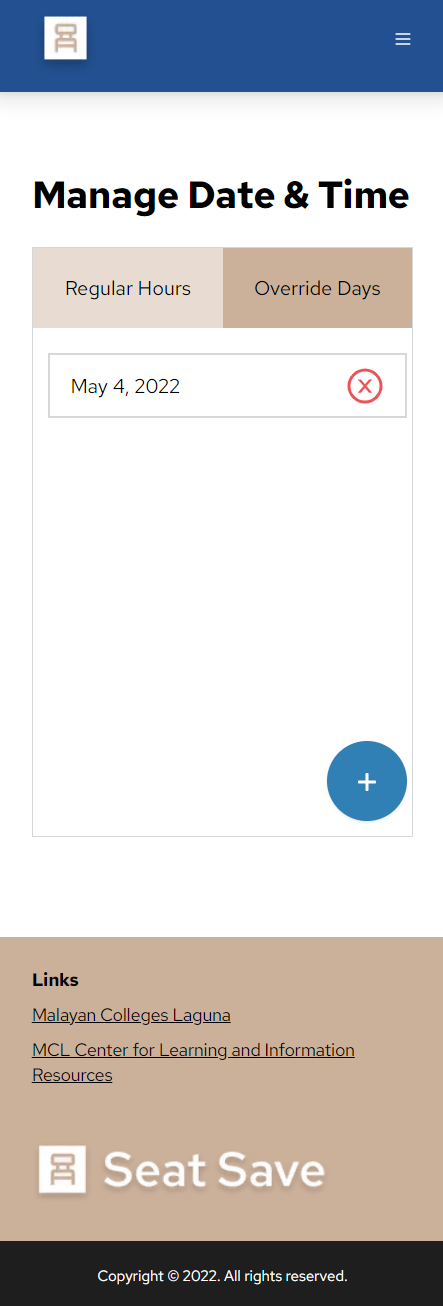 Manage Date & Time
Regular Hours
Override Days
May 4, 2022
Links
Malayan Colleges Laguna
MCL Center for Learning and Information
Resources
Seat Save
Copyright © 2022. All rights reserved.